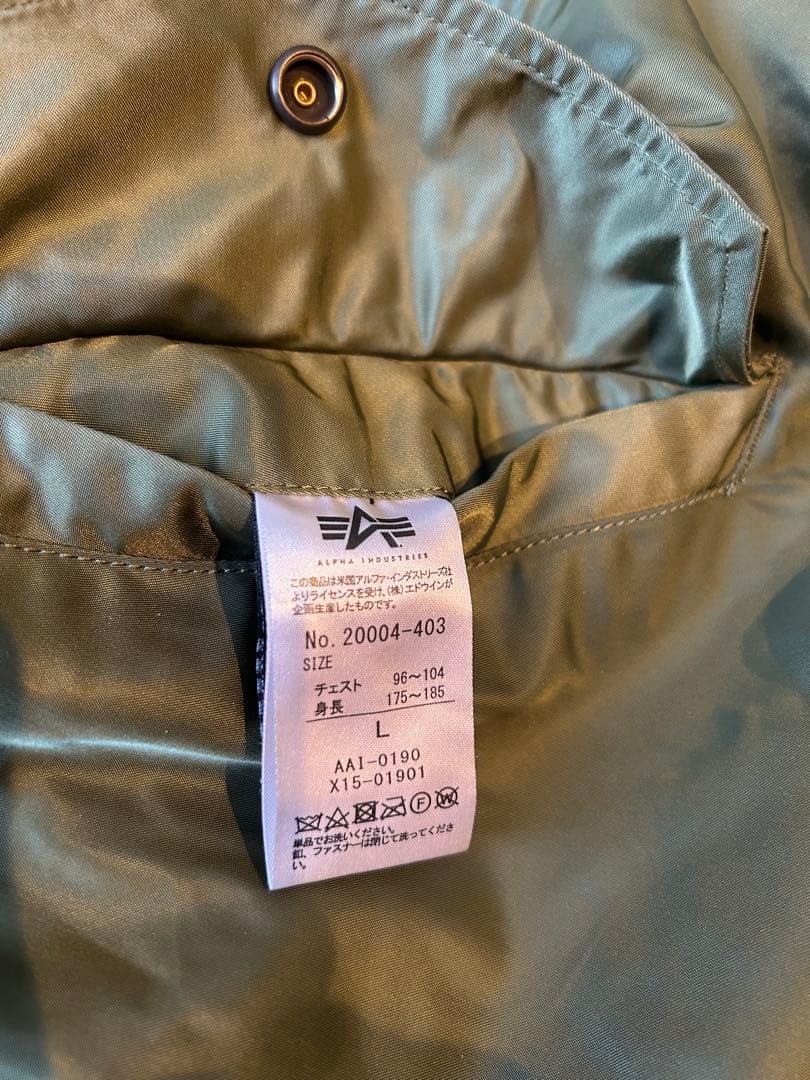 ALPHA INDUSTRIES
この商品は米国アルファ・インダストリーズ社
よりライセンスを受け、(株)エドウインが
企画生産したものです。
No. 20004-403
SIZE
チェスト 96～104
身長 175～185
L
AAI-0190
X15-01901
F W
単品でお洗いください。
釦、ファスナーは閉じて洗ってくださ
い。